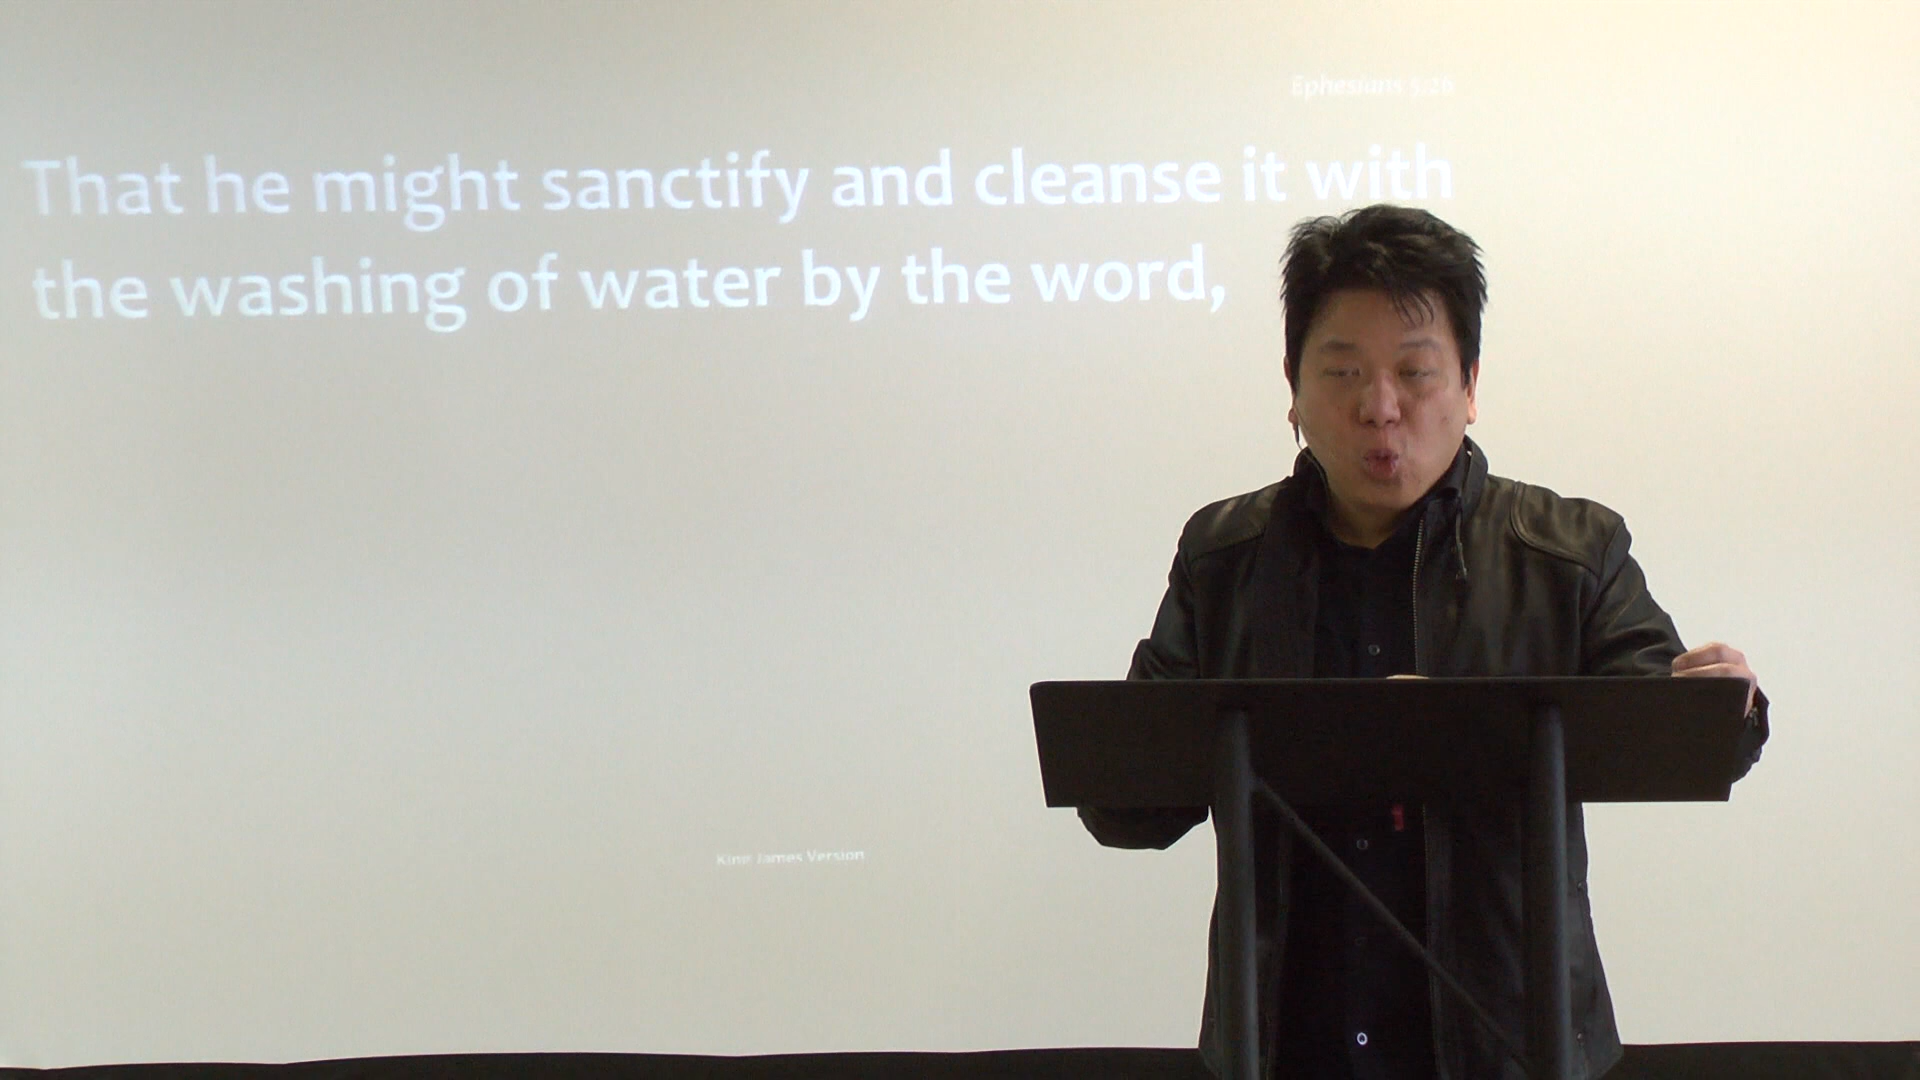 Ephesians 5:26
That he might sanctify and cleanse it with
the washing of water by the word,
King James Version